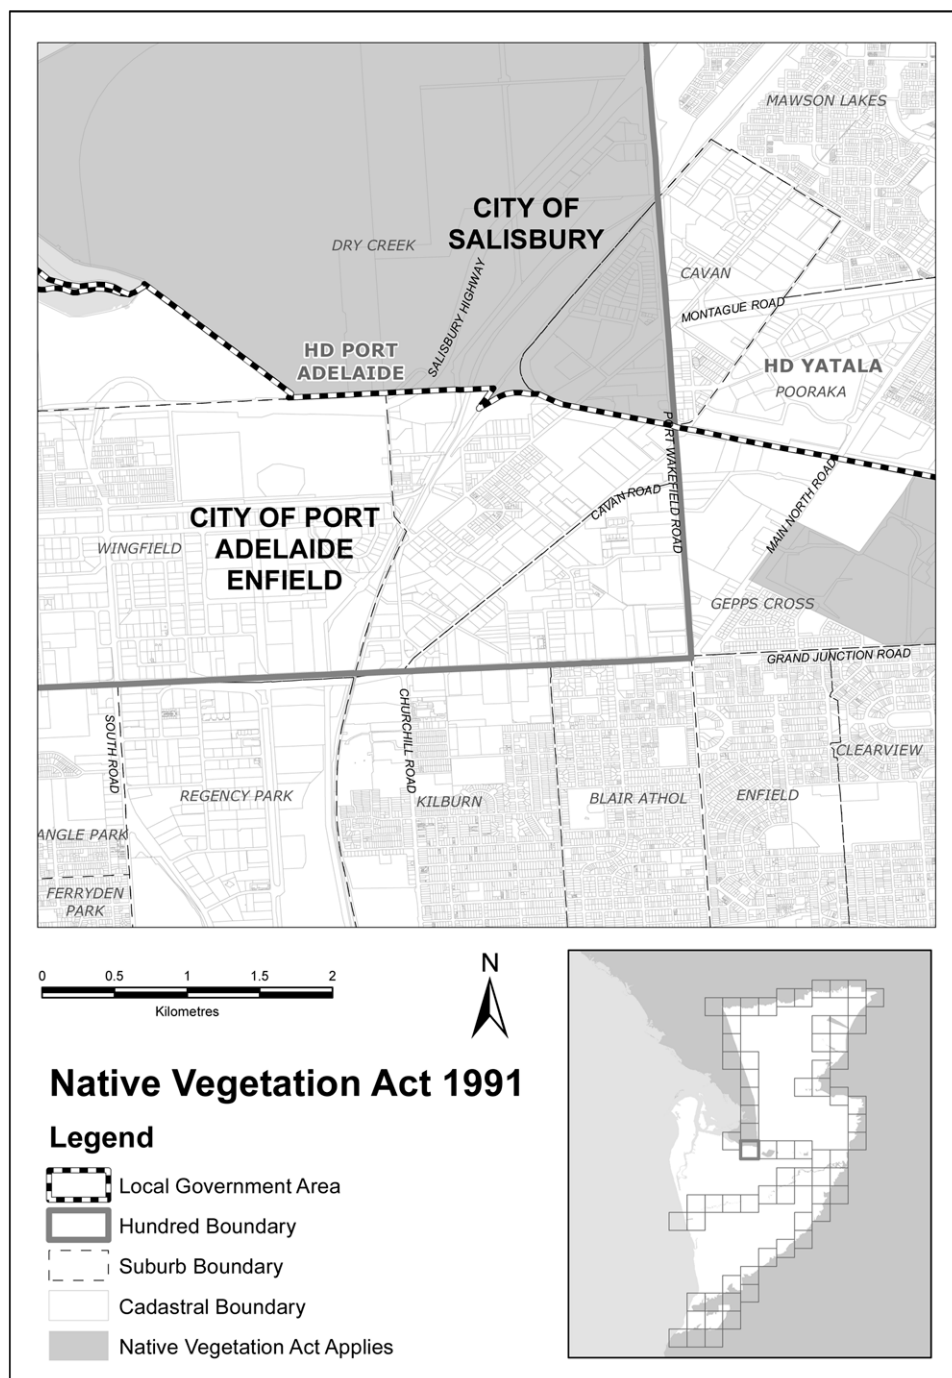 MAWSON LAKES
CITY OF
SALISBURY
DRY CREEK
CAVAN
SALISBURY HIGHWAY
MONTAGUE ROAD
HD PORT
ADELAIDE
HD YATALA
POORAKA
PORT WAKEFIELD ROAD
MAIN NORTH ROAD
CAVAN ROAD
CITY OF PORT
ADELAIDE
ENFIELD
WINGFIELD
GEPPS CROSS
GRAND JUNCTION ROAD
SOUTH ROAD
CHURCHILL ROAD
CLEARVIEW
REGENCY PARK
KILBURN
BLAIR ATHOL
ENFIELD
ANGLE PARK
FERRYDEN
PARK
0 0.5 1 1.5 2
Kilometres
N
Native Vegetation Act 1991
Legend
Local Government Area
Hundred Boundary
Suburb Boundary
Cadastral Boundary
Native Vegetation Act Applies